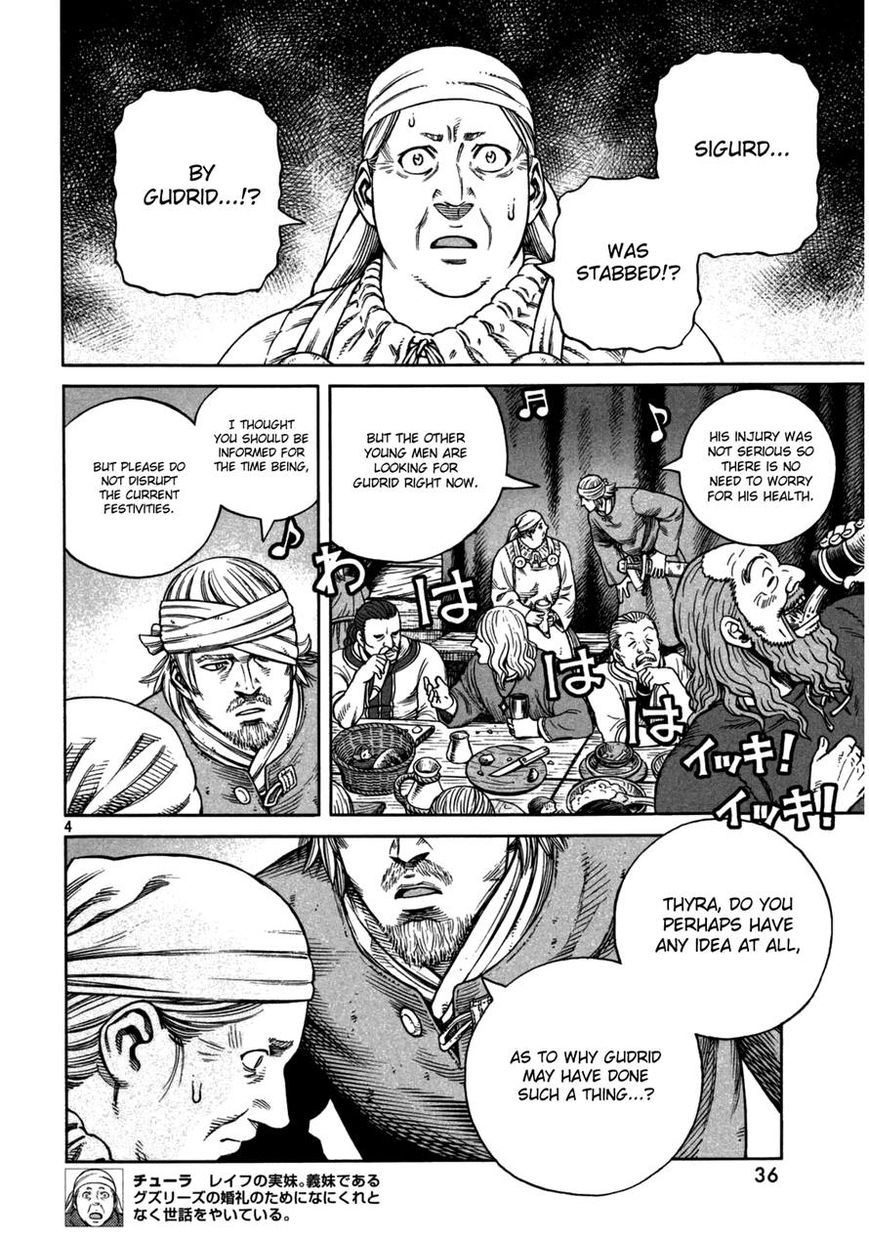 SIGURD...
WAS
STABBED!?
BY
GUDRID...!?
HIS INJURY WAS
NOT SERIOUS SO
THERE IS NO
NEED TO WORRY
FOR HIS HEALTH.
BUT THE OTHER
YOUNG MEN ARE
LOOKING FOR
GUDRID RIGHT NOW.
わ
は
は
は
イッキ!
イッキ!
I THOUGHT
YOU SHOULD BE
INFORMED FOR
THE TIME BEING,
BUT PLEASE DO
NOT DISRUPT
THE CURRENT
FESTIVITIES.
4
THYRA, DO YOU
PERHAPS HAVE
ANY IDEA AT ALL,
AS TO WHY GUDRID
MAY HAVE DONE
SUCH A THING...?
チューラ レイフの実妹。義妹である
グズリーズの婚礼のためになにくれと
なく世話をやいている。
36